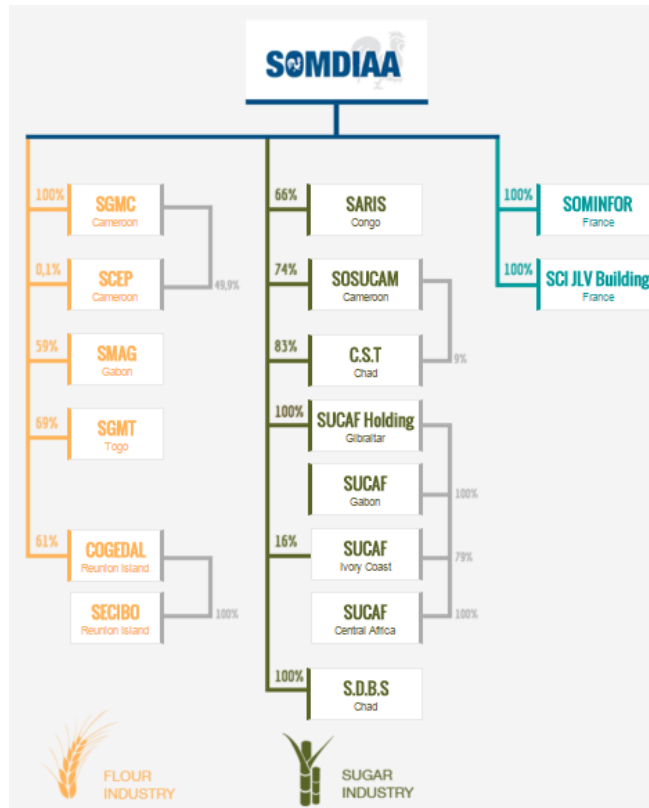 SOMDIAA
100%
SGMC
Cameroon
0,1%
SCEP
Cameroon
49,9%
59%
SMAG
Gabon
69%
SGMT
Togo
61%
COGEDAL
Reunion Island
SECIBO
Reunion Island
100%
FLOUR
INDUSTRY
66%
SARIS
Congo
74%
SOSUCAM
Cameroon
83%
C.S.T
Chad
9%
100%
SUCAF Holding
Gibraltar
SUCAF
Gabon
100%
16%
SUCAF
Ivory Coast
79%
SUCAF
Central Africa
100%
100%
S.D.B.S
Chad
SUGAR
INDUSTRY
100%
SOMINFOR
France
100%
SCI JLV Building
France